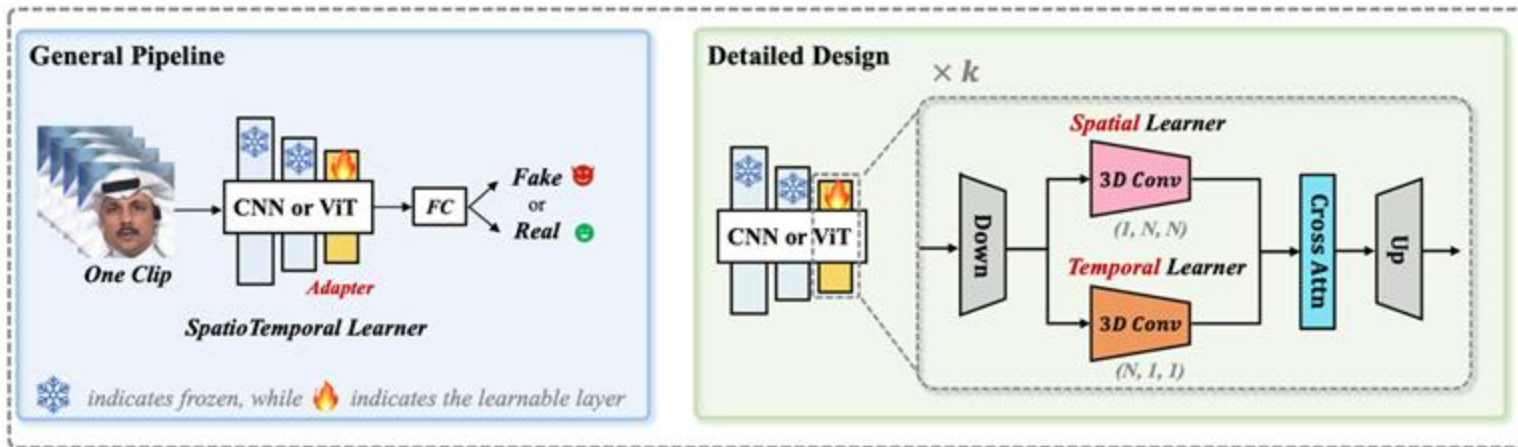 General Pipeline
CNN or ViT
FC
Fake
or
Real
One Clip
Adapter
SpatioTemporal Learner
indicates frozen, while
indicates the learnable layer
Detailed Design
× k
CNN or ViT
Down
Spatial Learner
3D Conv
(1, N, N)
Temporal Learner
3D Conv
(N, 1, 1)
Cross Attn
Up